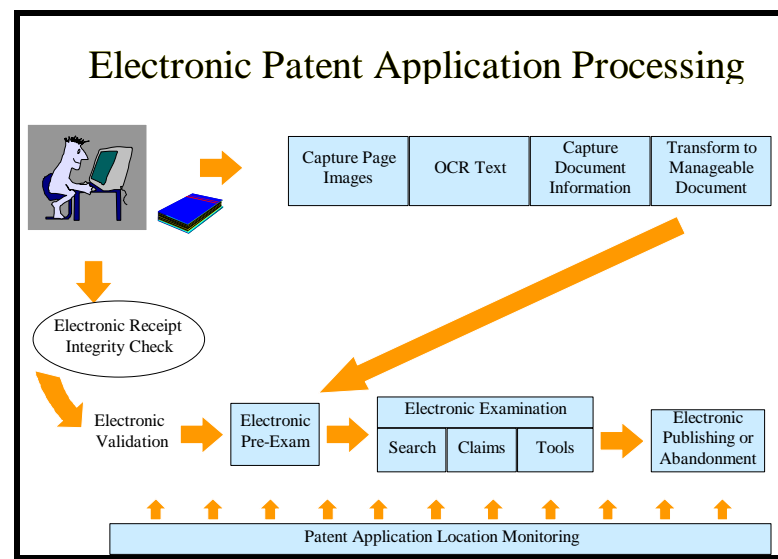 Electronic Patent Application Processing
Capture Page
Images
OCR Text
Capture
Document
Information
Transform to
Manageable
Document
Electronic Receipt
Integrity Check
Electronic
Validation
Electronic
Pre-Exam
Electronic Examination
Search
Claims
Tools
Electronic
Publishing or
Abandonment
Patent Application Location Monitoring